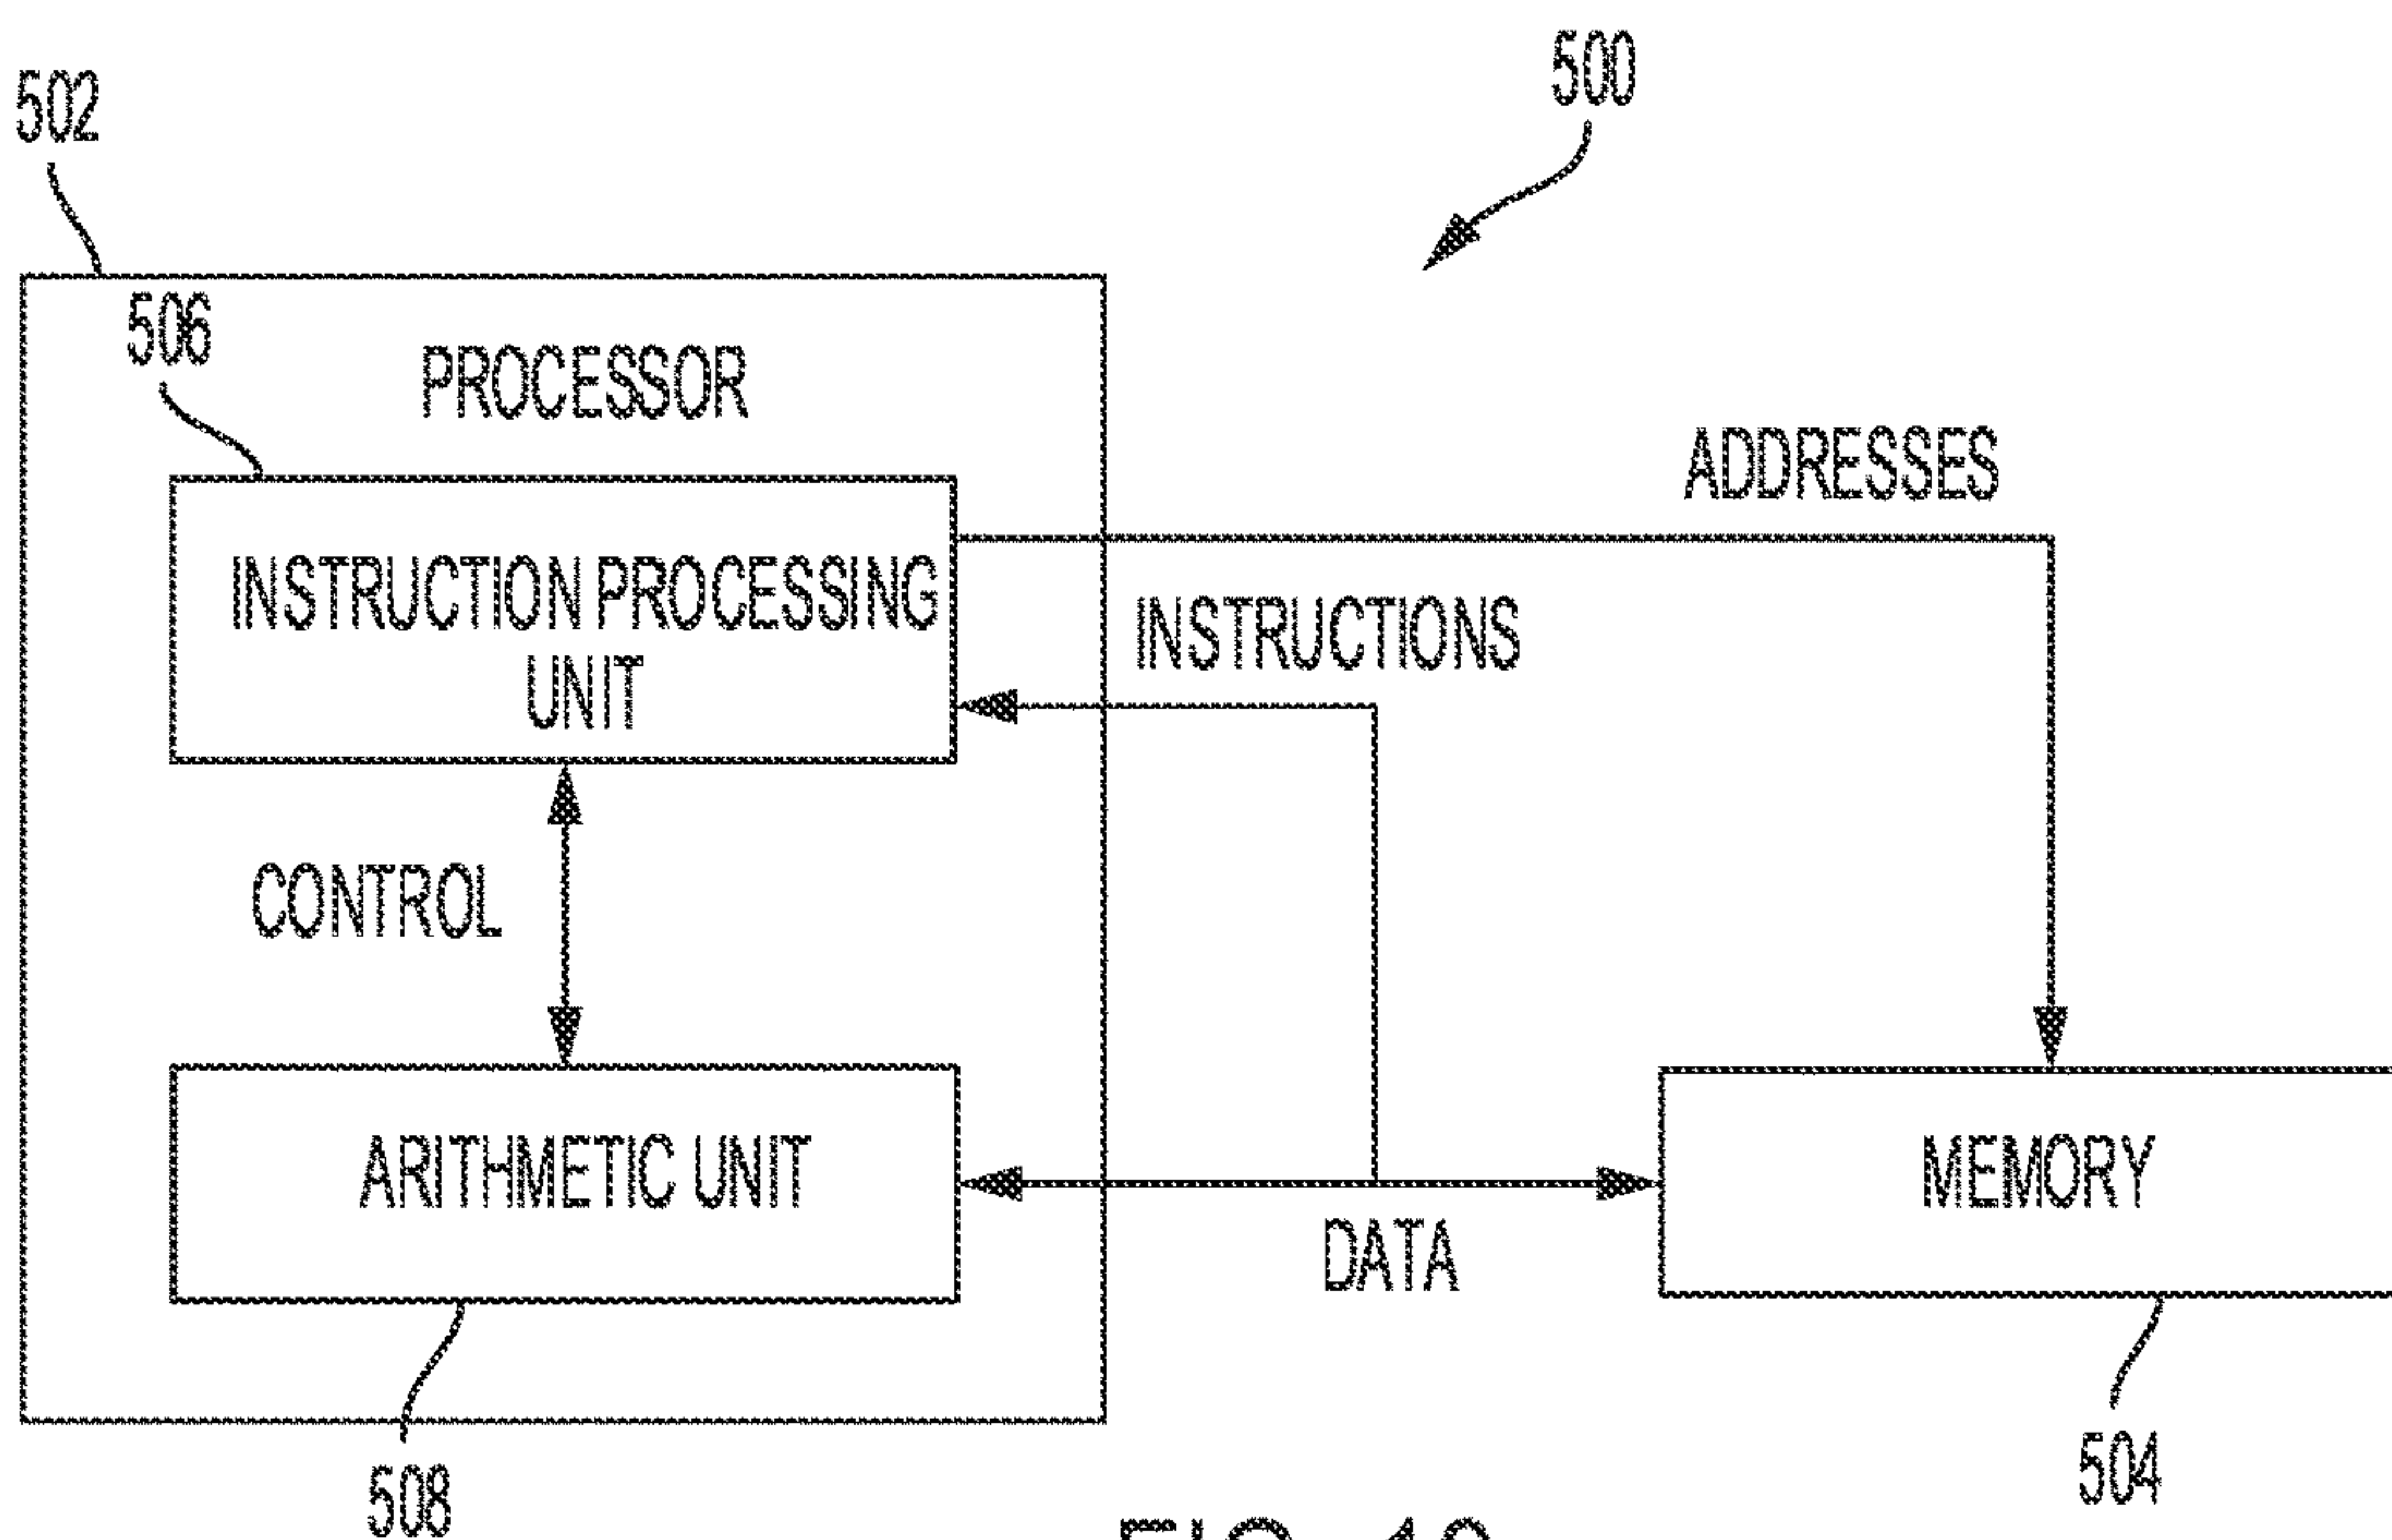 500
502
506
PROCESSOR
ADDRESSES
INSTRUCTION PROCESSING
UNIT
INSTRUCTIONS
CONTROL
ARITHMETIC UNIT
MEMORY
DATA
504
508